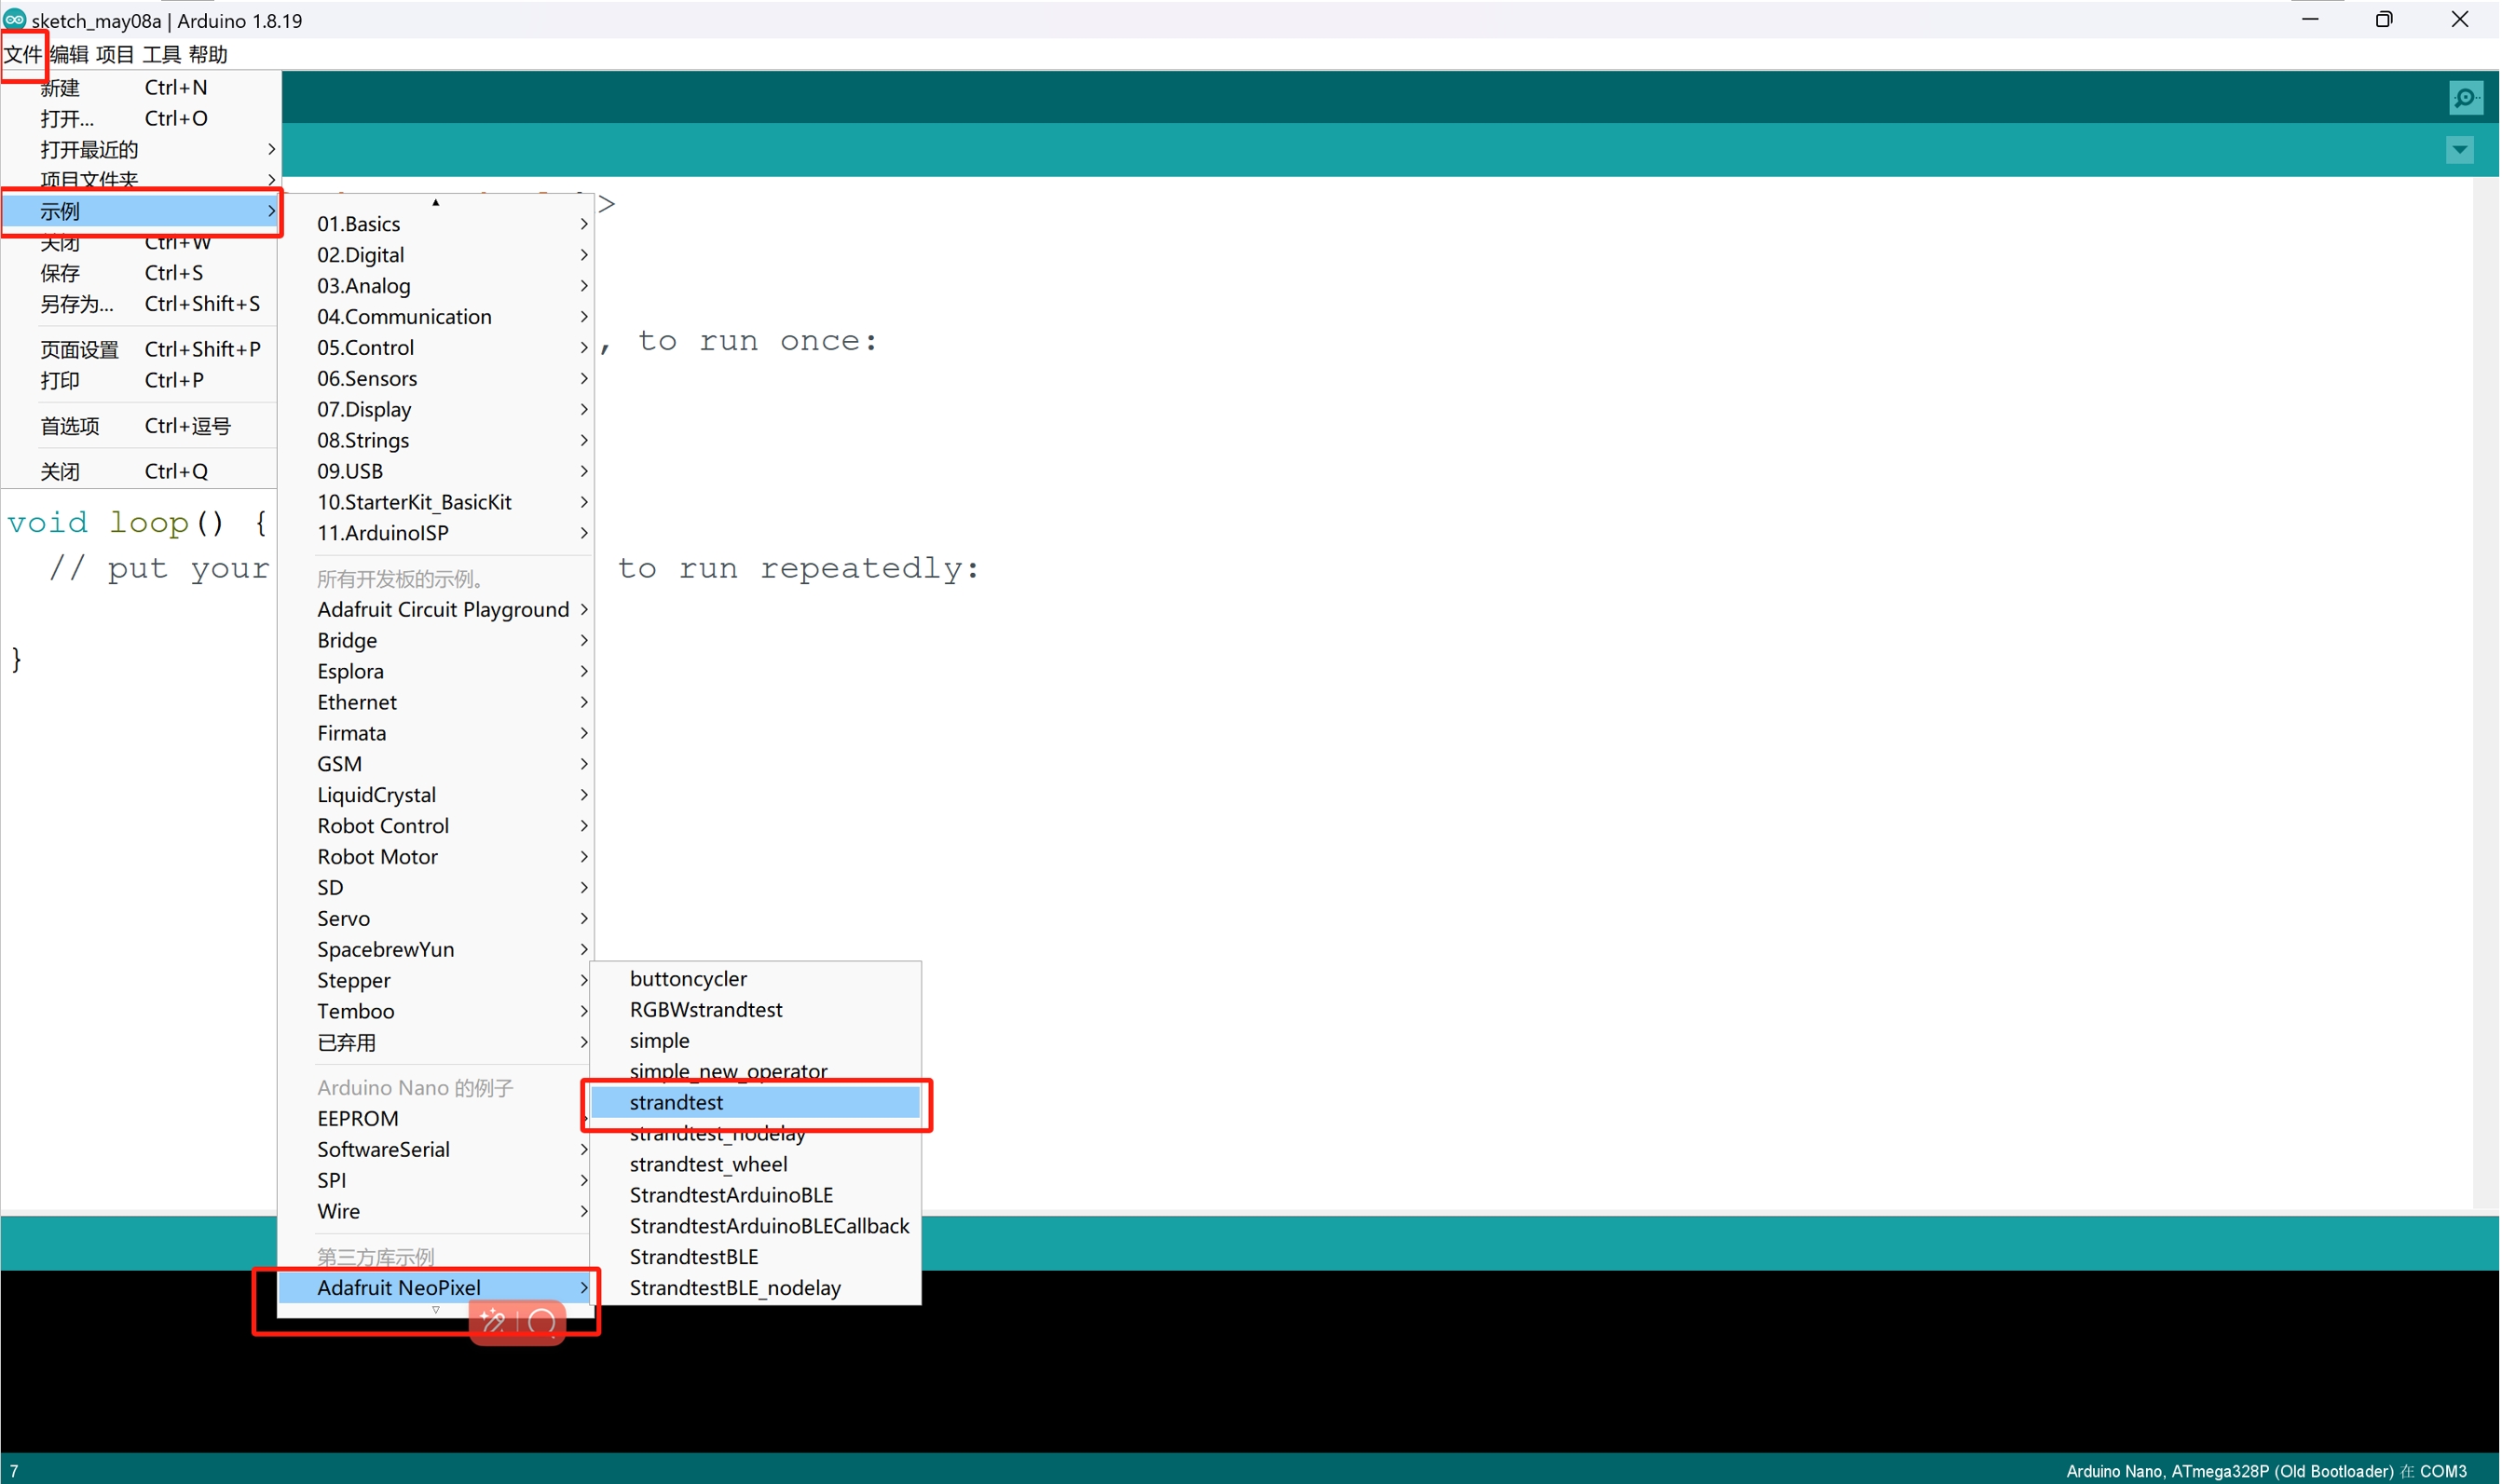 sketch_may08a | Arduino 1.8.19
文件 编辑 项目 工具 帮助
新建 Ctrl+N
打开... Ctrl+O
打开最近的
项目文件夹
示例
关闭 Ctrl+W
保存 Ctrl+S
另存为... Ctrl+Shift+S
页面设置 Ctrl+Shift+P
打印 Ctrl+P
首选项 Ctrl+逗号
关闭 Ctrl+Q
01.Basics
02.Digital
03.Analog
04.Communication
05.Control
06.Sensors
07.Display
08.Strings
09.USB
10.StarterKit_BasicKit
11.ArduinoISP
所有开发板的示例。
Adafruit Circuit Playground
Bridge
Esplora
Ethernet
Firmata
GSM
LiquidCrystal
Robot Control
Robot Motor
SD
Servo
SpacebrewYun
Stepper
Temboo
已弃用
Arduino Nano 的例子
EEPROM
SoftwareSerial
SPI
Wire
第三方库示例
Adafruit NeoPixel
buttoncycler
RGBWstrandtest
simple
simple_new_operator
strandtest
strandtest_nodelay
strandtest_wheel
StrandtestArduinoBLE
StrandtestArduinoBLECallback
StrandtestBLE
StrandtestBLE_nodelay
>
, to run once:
void loop() {
// put your to run repeatedly:
}
7
Arduino Nano, ATmega328P (Old Bootloader) 在 COM3